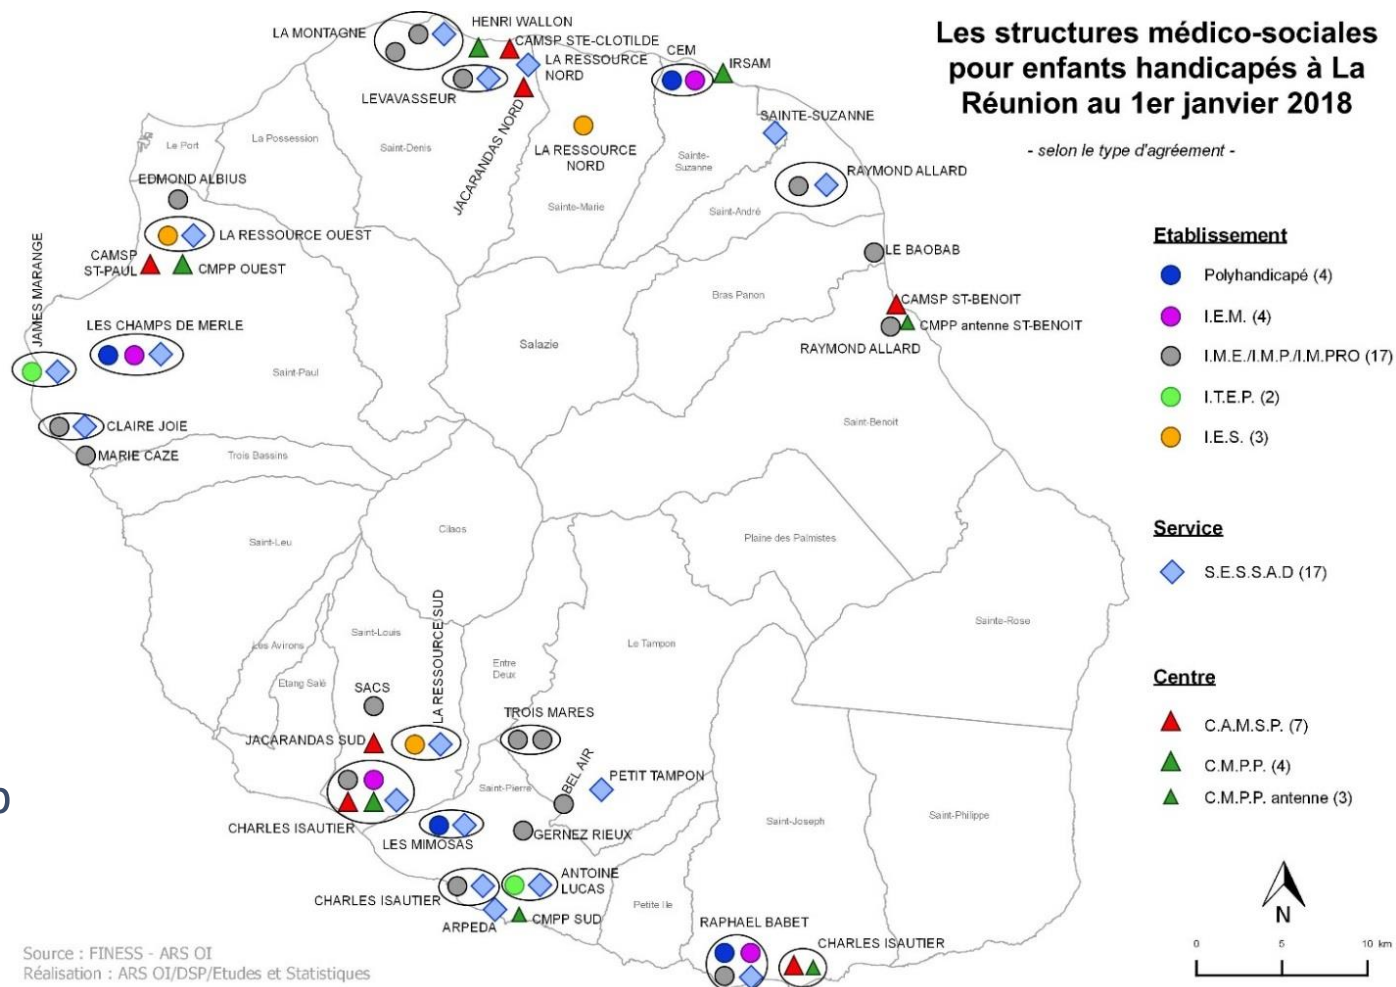 Les structures médico-sociales
pour enfants handicapés à La
Réunion au 1er janvier 2018
- selon le type d'agréement -
LA MONTAGNE
HENRI WALLON
CAMSP STE-CLOTILDE
LA RESSOURCE
NORD
LEVAVASSEUR
JACARANDAS NORD
CEM
IRSAM
LA RESSOURCE
NORD
SAINTE-SUZANNE
RAYMOND ALLARD
Le Port
La Possession
Saint-Denis
Sainte-Marie
Sainte-
Suzanne
Saint-André
EDMOND ALBIUS
LA RESSOURCE OUEST
CAMSP
ST-PAUL
CMPP OUEST
JAMES MARANGE
LES CHAMPS DE MERLE
CLAIRE JOIE
MARIE CAZE
Saint-Paul
Trois Bassins
Salazie
Bras Panon
LE BAOBAB
CAMSP ST-BENOIT
CMPP antenne ST-BENOIT
RAYMOND ALLARD
Saint-Benoit
Saint-Leu
Cilaos
Plaine des Palmistes
Sainte-Rose
Les Avirons
Etang Salé
Saint-Louis
LA RESSOURCE SUD
Entre
Deux
Le Tampon
SACS
JACARANDAS SUD
TROIS MARES
BEL AIR
PETIT TAMPON
Saint-Pierre
CHARLES ISAUTIER
LES MIMOSAS
GERNEZ RIEUX
CHARLES ISAUTIER
ANTOINE
LUCAS
ARPEDA
CMPP SUD
Petite Ile
Saint-Joseph
Saint-Philippe
RAPHAEL BABET
CHARLES ISAUTIER
Etablissement
Polyhandicapé (4)
I.E.M. (4)
I.M.E./I.M.P./I.M.PRO (17)
I.T.E.P. (2)
I.E.S. (3)
Service
S.E.S.S.A.D (17)
Centre
C.A.M.S.P. (7)
C.M.P.P. (4)
C.M.P.P. antenne (3)
N
0 5 10 km
Source : FINESS - ARS OI
Réalisation : ARS OI/DSP/Etudes et Statistiques